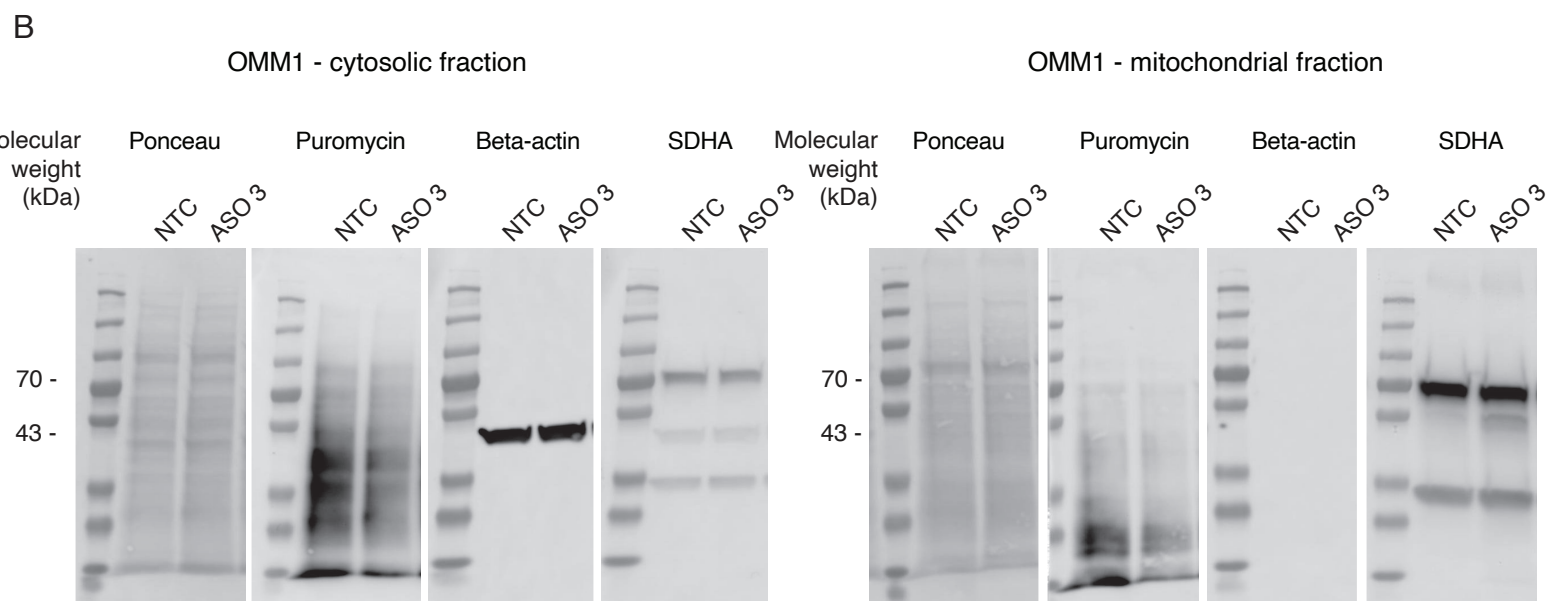 B
OMM1 - cytosolic fraction
OMM1 - mitochondrial fraction
olecular
weight
(kDa)
Ponceau
Puromycin
Beta-actin
SDHA
NTC
ASO 3
NTC
ASO 3
NTC
ASO 3
NTC
ASO 3
70 -
43 -
Molecular
weight
(kDa)
Ponceau
Puromycin
Beta-actin
SDHA
NTC
ASO 3
NTC
ASO 3
NTC
ASO 3
NTC
ASO 3
70 -
43 -